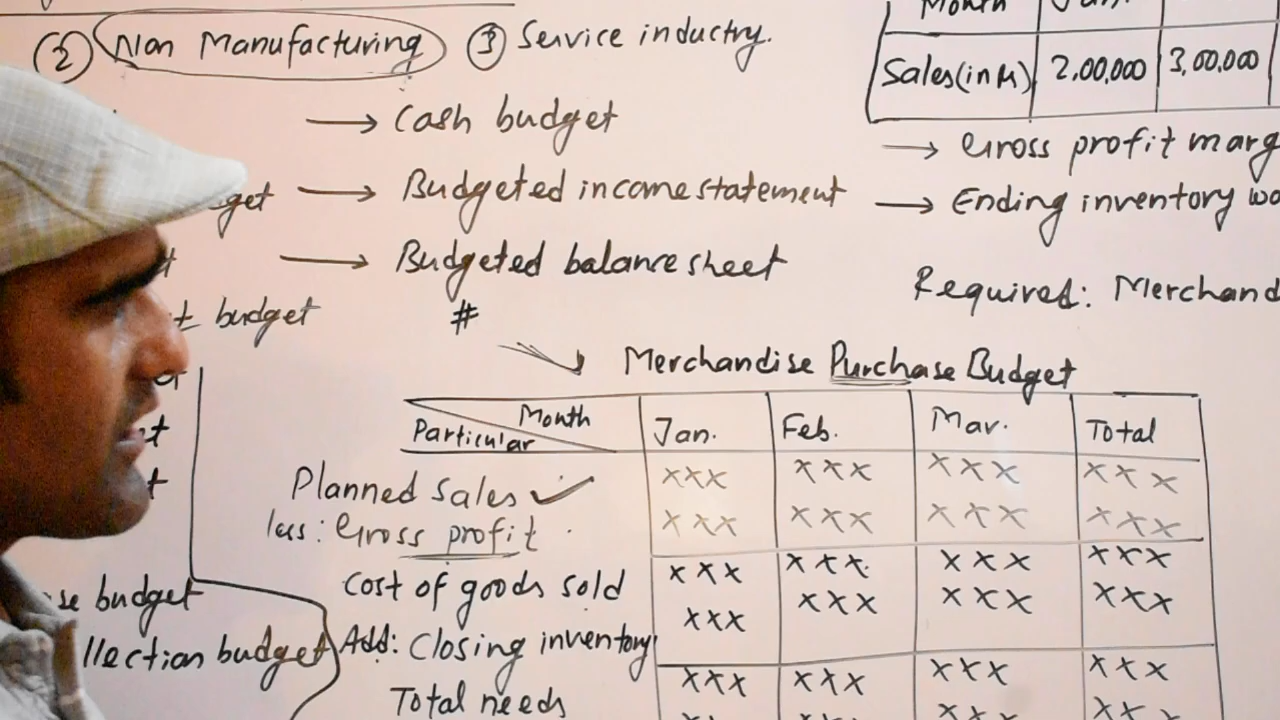 (2) Non Manufacturing (3) Service industry.
→ Cash budget
get → Budgeted income statement
t → Budgeted balance sheet
t budget #
Month Jan.
Sales (in ₨) 2,00,000 3,00,000
→ Gross profit marg
→ Ending inventory wo
Required: Merchand
Merchandise Purchase Budget
Month
Particular Jan. Feb. Mar. Total
Planned Sales ✓ xxx xxx xxx xxx
less: Gross profit xxx xxx xxx xxx
Cost of goods sold xxx xxx xxx xxx
Add: Closing inventory xxx xxx xxx xxx
Total needs xxx xxx xxx xxx
se budget
llection budget